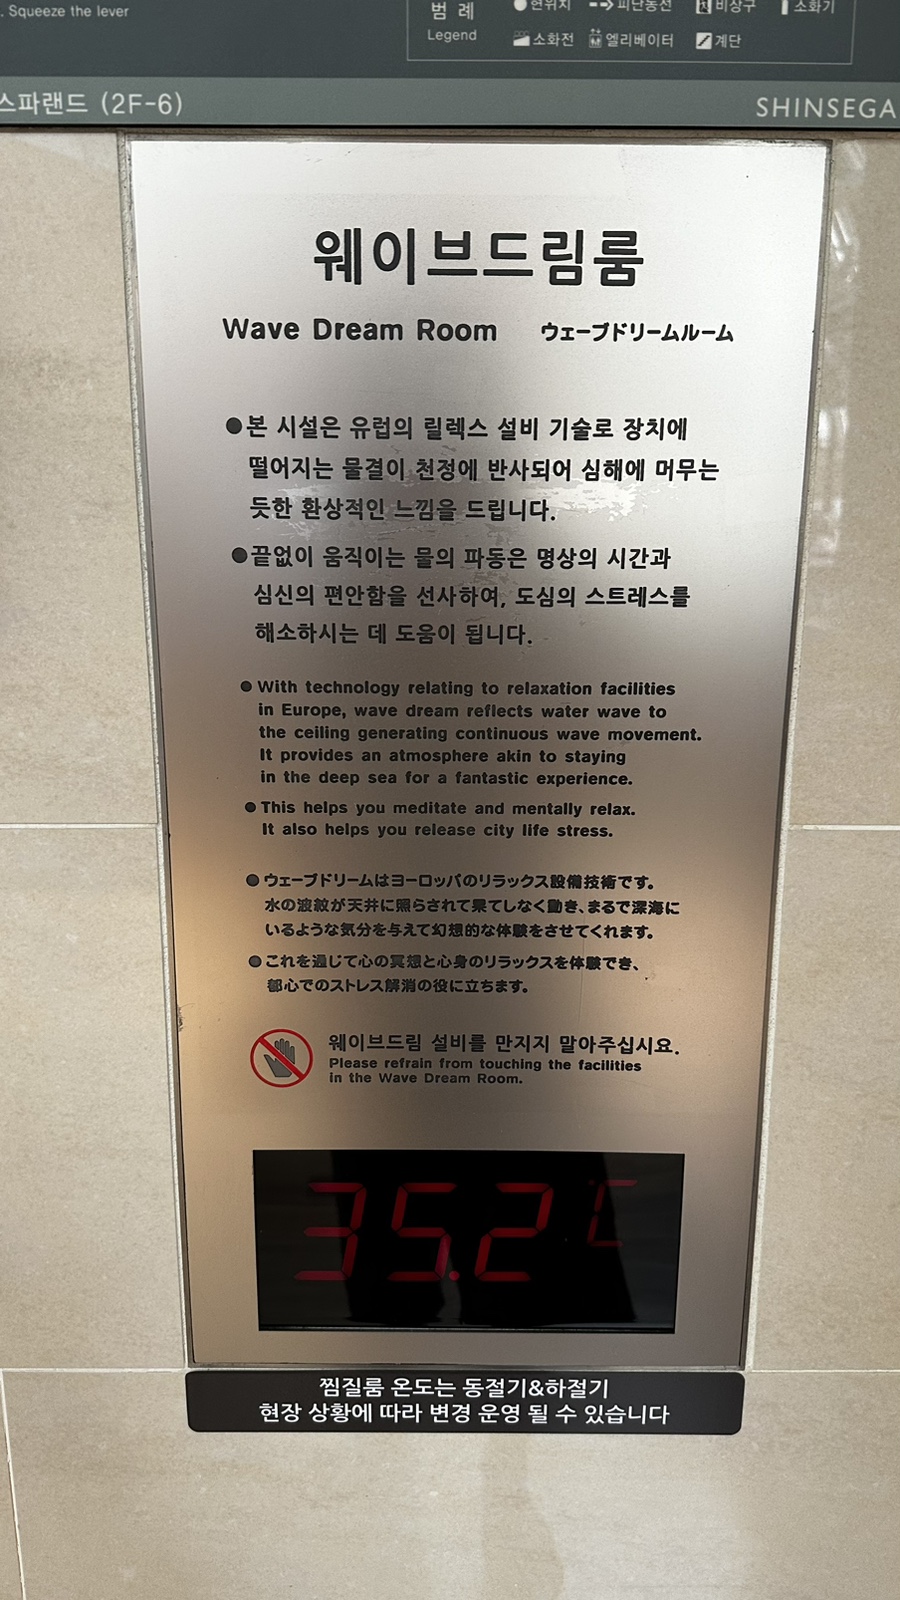 . Squeeze the lever
범 례
Legend
현위치
피난동선
비상구
소화기
소화전
엘리베이터
계단
스파랜드 (2F-6)
SHINSEGA
웨이브드림룸
Wave Dream Room ウェーブドリームルーム
●본 시설은 유럽의 릴렉스 설비 기술로 장치에
떨어지는 물결이 천정에 반사되어 심해에 머무는
듯한 환상적인 느낌을 드립니다.
●끝없이 움직이는 물의 파동은 명상의 시간과
심신의 편안함을 선사하여, 도심의 스트레스를
해소하시는 데 도움이 됩니다.
● With technology relating to relaxation facilities
in Europe, wave dream reflects water wave to
the ceiling generating continuous wave movement.
It provides an atmosphere akin to staying
in the deep sea for a fantastic experience.
● This helps you meditate and mentally relax.
It also helps you release city life stress.
● ウェーブドリームはヨーロッパのリラックス設備技術です。
水の波紋が天井に照らされて果てしなく動き、まるで深海に
いるような気分を与えて幻想的な体験をさせてくれます。
● これを通じて心の冥想と心身のリラックスを体験でき、
都心でのストレス解消の役に立ちます。
웨이브드림 설비를 만지지 말아주십시요.
Please refrain from touching the facilities
in the Wave Dream Room.
35.2℃
찜질룸 온도는 동절기&하절기
현장 상황에 따라 변경 운영 될 수 있습니다